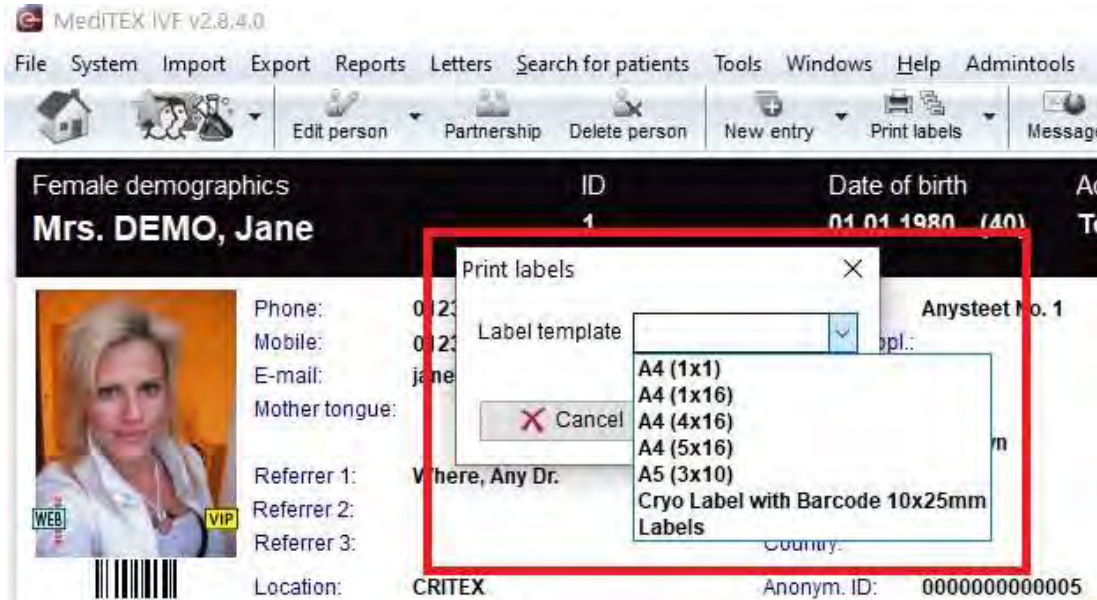 MediTEX IVF v2.8.4.0
File System Import Export Reports Letters Search for patients Tools Windows Help Admintools
Edit person Partnership Delete person New entry Print labels Message
Female demographics ID Date of birth
Mrs. DEMO, Jane 1 01.01.1980 (40)
Print labels
Phone: Anysteet No. 1
Label template
Mobile:
E-mail:
Mother tongue:
Cancel
A4 (1x1)
A4 (1x16)
A4 (4x16)
A4 (5x16)
A5 (3x10)
Cryo Label with Barcode 10x25mm
Labels
Referrer 1: Where, Any Dr.
Referrer 2:
Referrer 3: Country:
WEB VIP
Location: CRITEX Anonym. ID: 0000000000005